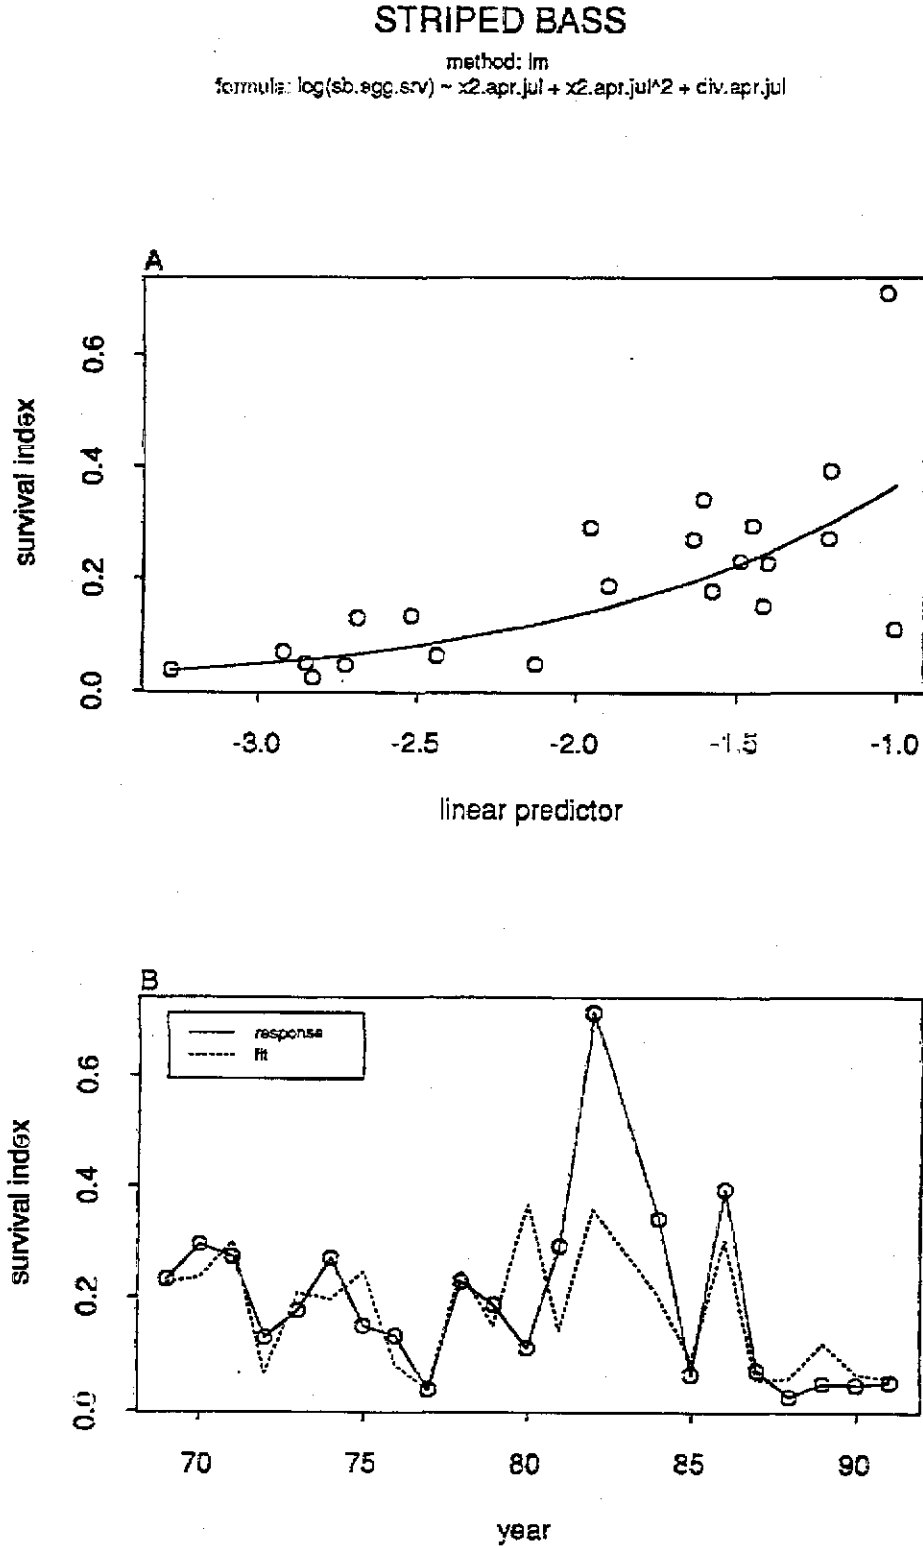 STRIPED BASS
method: lm
formula: log(sb.egg.srv) ~ x2.apr.jul + x2.apr.jul^2 + div.apr.jul
A
survival index
0.0
0.2
0.4
0.6
-3.0 -2.5 -2.0 -1.5 -1.0
linear predictor
B
response
fit
survival index
0.0
0.2
0.4
0.6
70 75 80 85 90
year